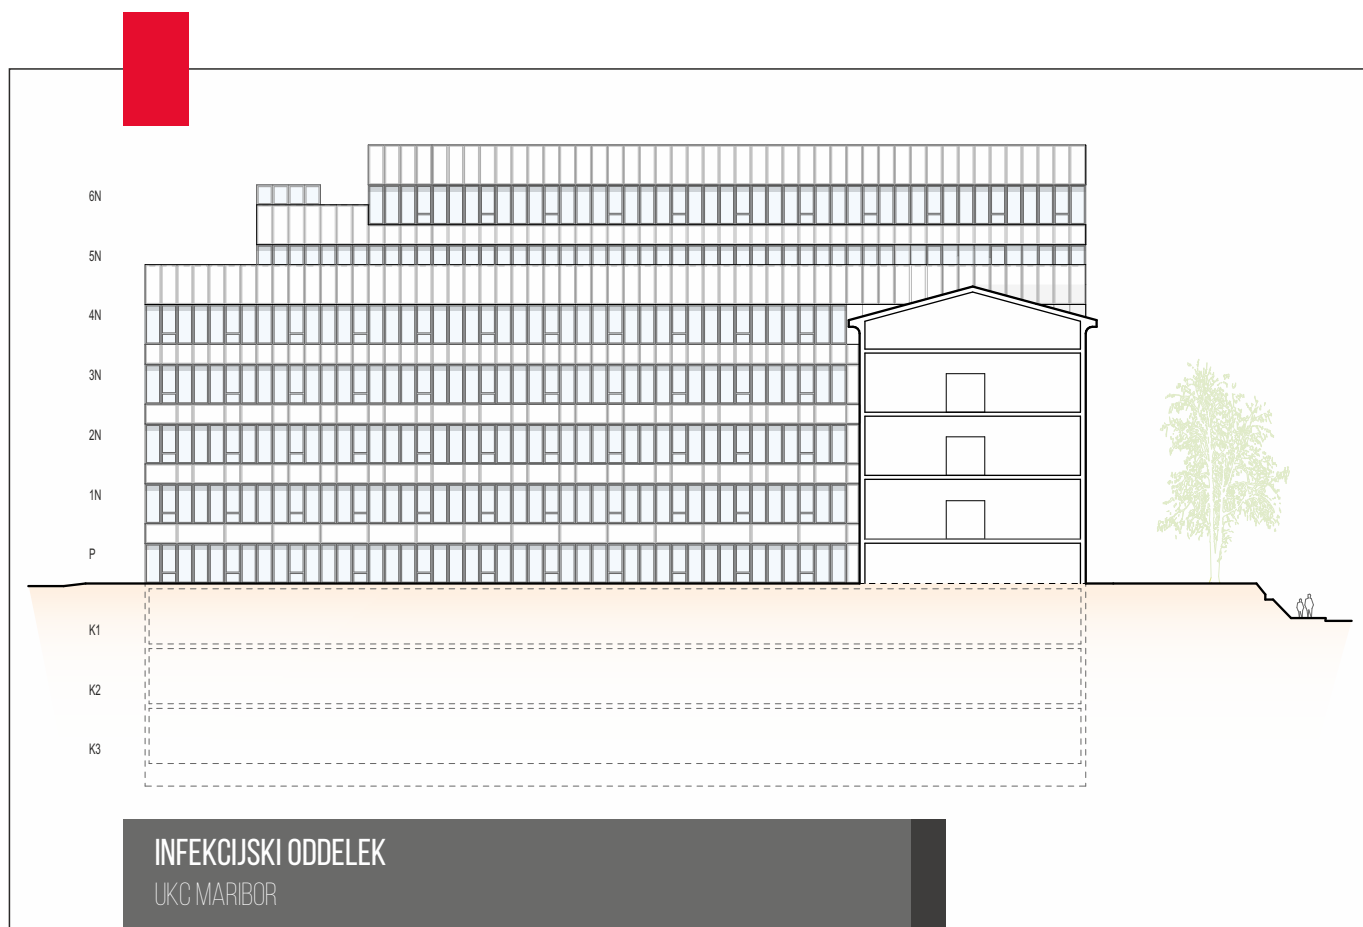 6N
5N
4N
3N
2N
1N
P
K1
K2
K3
INFEKCIJSKI ODDELEK
UKC MARIBOR